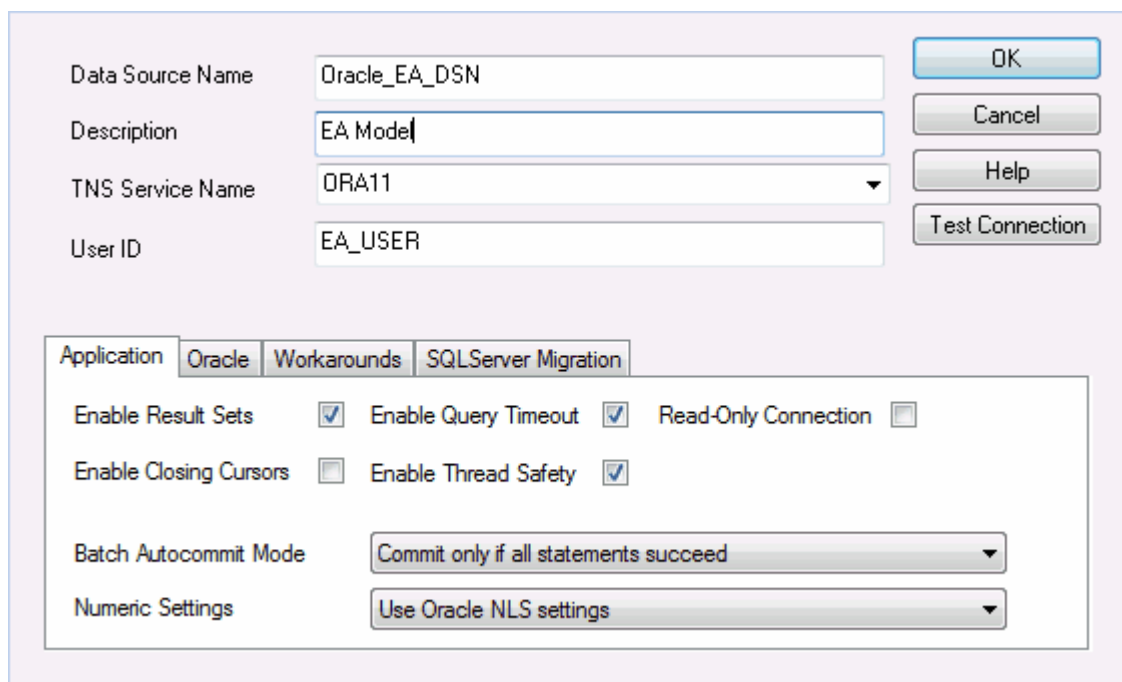 Data Source Name Oracle_EA_DSN OK
Description EA Model Cancel
TNS Service Name ORA11 Help
User ID EA_USER Test Connection
Application Oracle Workarounds SQLServer Migration
Enable Result Sets Enable Query Timeout Read-Only Connection
Enable Closing Cursors Enable Thread Safety
Batch Autocommit Mode Commit only if all statements succeed
Numeric Settings Use Oracle NLS settings